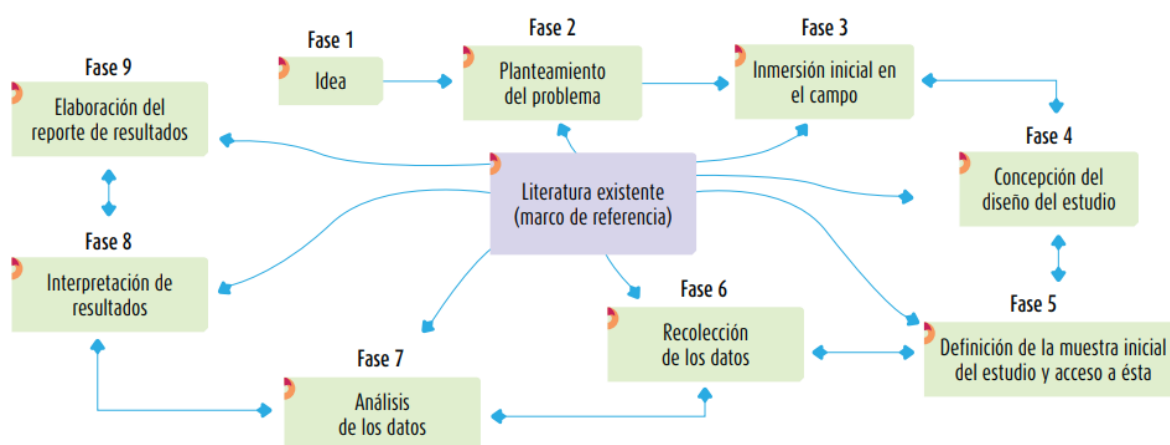 Fase 1
Idea
Fase 2
Planteamiento
del problema
Fase 3
Inmersión inicial en
el campo
Fase 4
Concepción del
diseño del estudio
Fase 5
Definición de la muestra inicial
del estudio y acceso a ésta
Fase 6
Recolección
de los datos
Fase 7
Análisis
de los datos
Fase 8
Interpretación de
resultados
Fase 9
Elaboración del
reporte de resultados
Literatura existente
(marco de referencia)